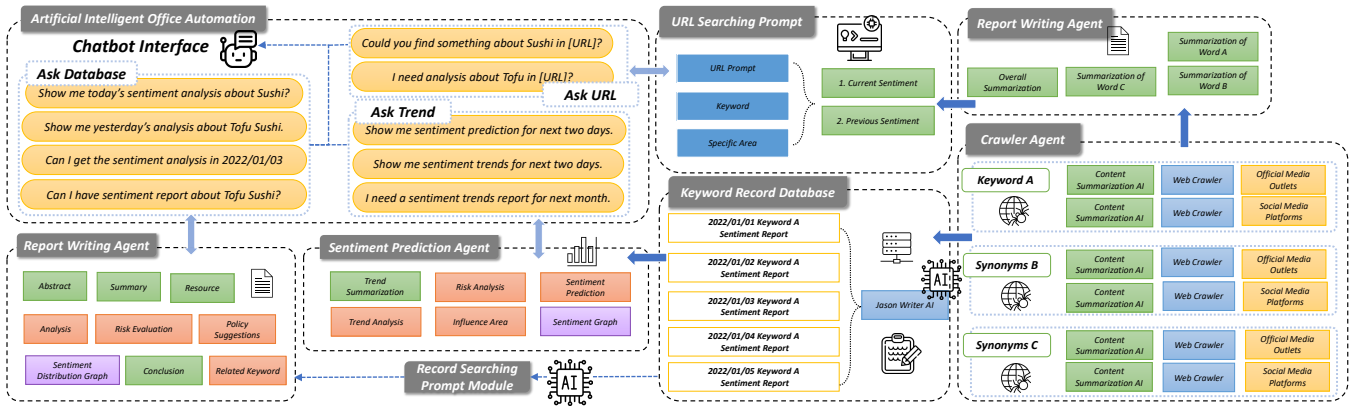 Artificial Intelligent Office Automation
Chatbot Interface
Ask Database
Show me today's sentiment analysis about Sushi?
Show me yesterday's analysis about Tofu Sushi.
Can I get the sentiment analysis in 2022/01/03
Can I have sentiment report about Tofu Sushi?
Could you find something about Sushi in [URL]?
I need analysis about Tofu in [URL]?
Ask URL
Ask Trend
Show me sentiment prediction for next two days.
Show me sentiment trends for next two days.
I need a sentiment trends report for next month.
URL Searching Prompt
URL Prompt
Keyword
Specific Area
1. Current Sentiment
2. Previous Sentiment
Report Writing Agent
Overall
Summarization
Summarization of
Word C
Summarization of
Word A
Summarization of
Word B
Crawler Agent
Keyword A
Content
Summarization AI
Web Crawler
Official Media
Outlets
Content
Summarization AI
Web Crawler
Social Media
Platforms
Synonyms B
Content
Summarization AI
Web Crawler
Official Media
Outlets
Content
Summarization AI
Web Crawler
Social Media
Platforms
Synonyms C
Content
Summarization AI
Web Crawler
Official Media
Outlets
Content
Summarization AI
Web Crawler
Social Media
Platforms
Keyword Record Database
2022/01/01 Keyword A
Sentiment Report
2022/01/02 Keyword A
Sentiment Report
2022/01/03 Keyword A
Sentiment Report
2022/01/04 Keyword A
Sentiment Report
2022/01/05 Keyword A
Sentiment Report
Jason Writer AI
AI
Report Writing Agent
Abstract
Summary
Resource
Analysis
Risk Evaluation
Policy
Suggestions
Sentiment
Distribution Graph
Conclusion
Related Keyword
Sentiment Prediction Agent
Trend
Summarization
Risk Analysis
Sentiment
Prediction
Trend Analysis
Influence Area
Sentiment Graph
Record Searching
Prompt Module
AI